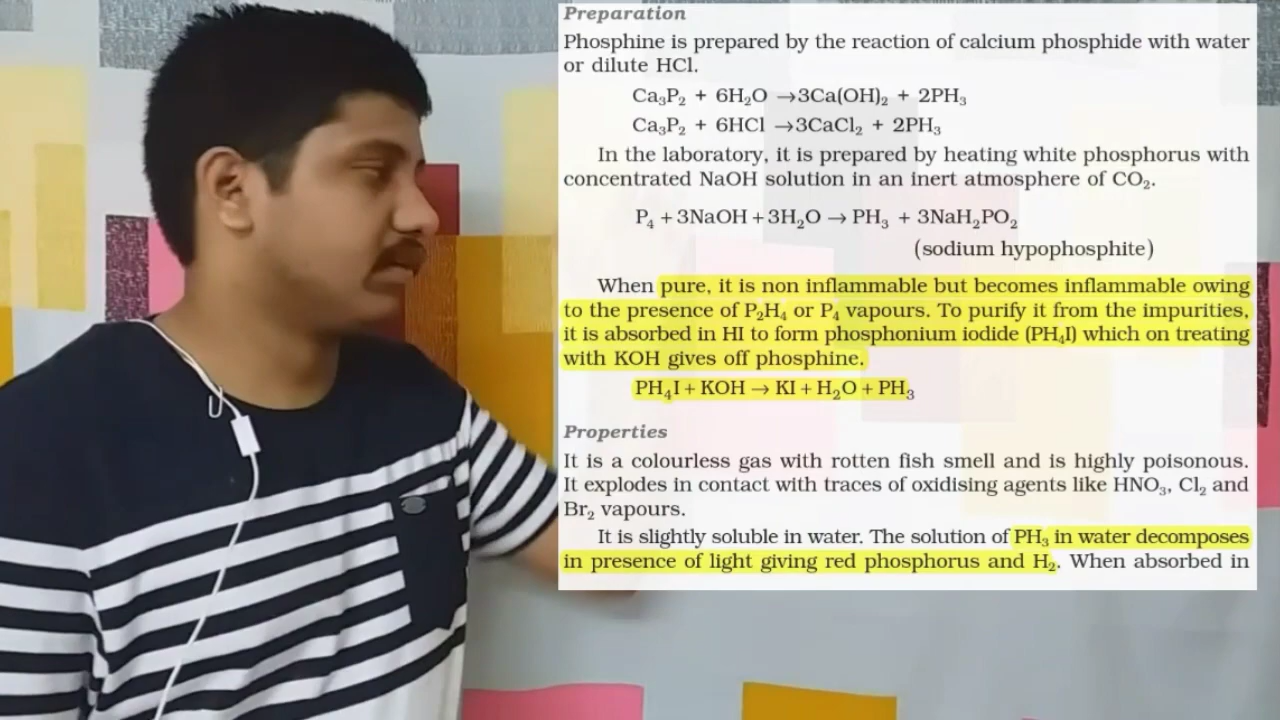 Preparation
Phosphine is prepared by the reaction of calcium phosphide with water
or dilute HCl.
Ca₃P₂ + 6H₂O →3Ca(OH)₂ + 2PH₃
Ca₃P₂ + 6HCl →3CaCl₂ + 2PH₃
In the laboratory, it is prepared by heating white phosphorus with
concentrated NaOH solution in an inert atmosphere of CO₂.
P₄ + 3NaOH + 3H₂O → PH₃ + 3NaH₂PO₂
(sodium hypophosphite)
When pure, it is non inflammable but becomes inflammable owing
to the presence of P₂H₄ or P₄ vapours. To purify it from the impurities,
it is absorbed in HI to form phosphonium iodide (PH₄I) which on treating
with KOH gives off phosphine.
PH₄I + KOH → KI + H₂O + PH₃
Properties
It is a colourless gas with rotten fish smell and is highly poisonous.
It explodes in contact with traces of oxidising agents like HNO₃, Cl₂ and
Br₂ vapours.
It is slightly soluble in water. The solution of PH₃ in water decomposes
in presence of light giving red phosphorus and H₂. When absorbed in